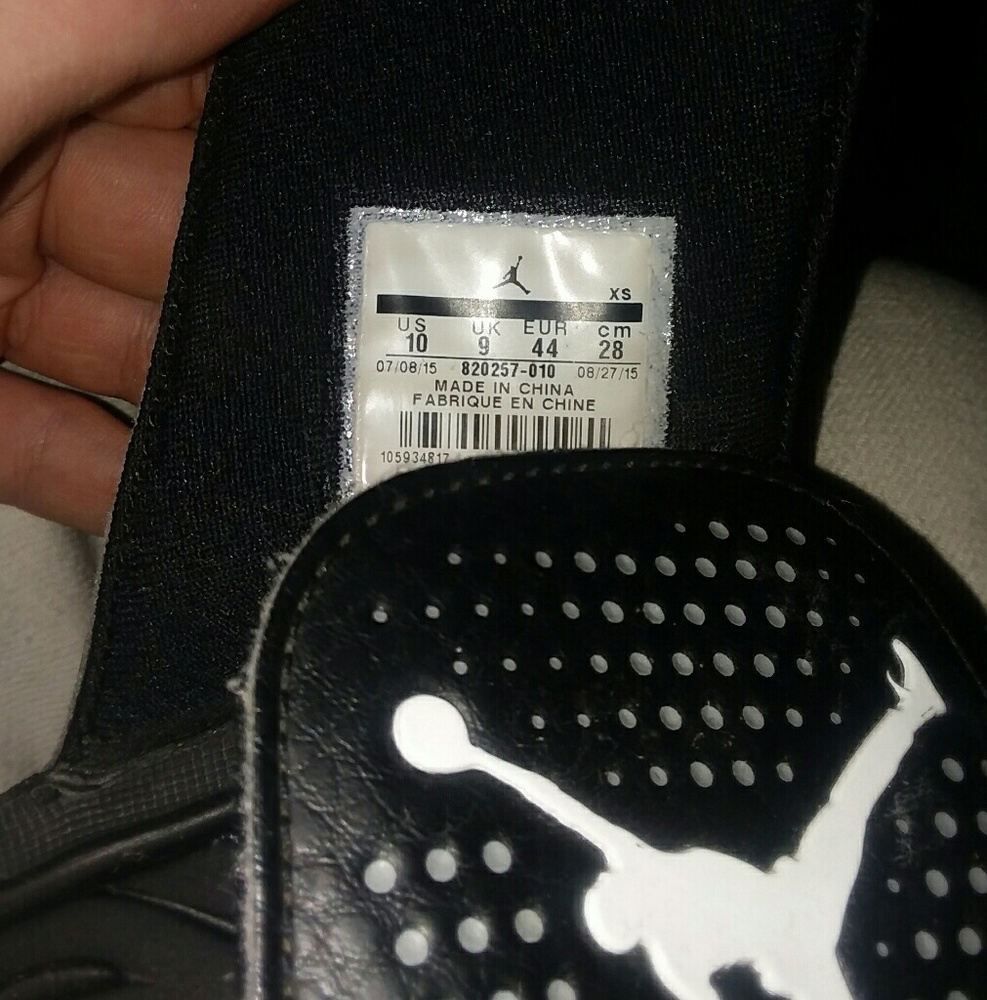 XS
US UK EUR cm
10 9 44 28
07/08/15 820257-010 08/27/15
MADE IN CHINA
FABRIQUE EN CHINE
105934817